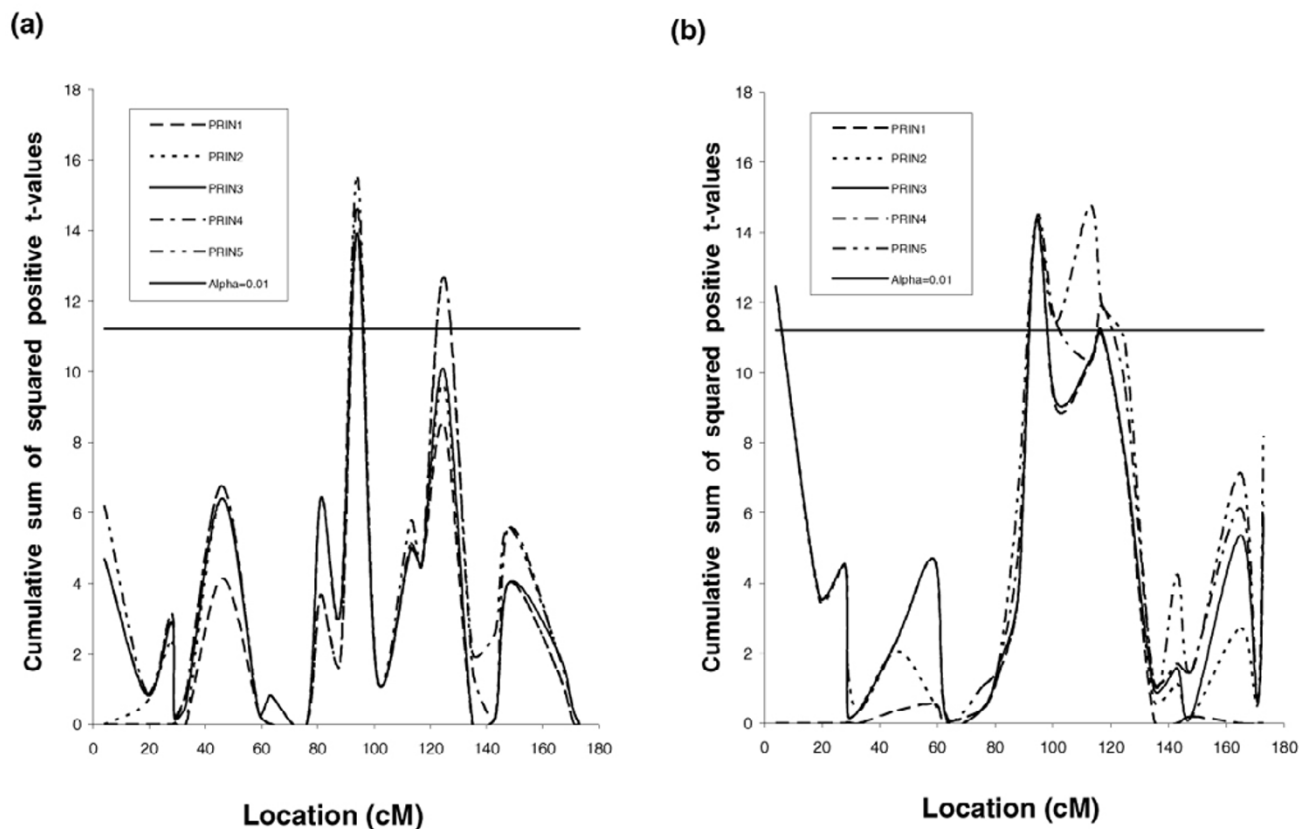 (a)
Cumulative sum of squared positive t-values
18
16
14
12
10
8
6
4
2
0
PRIN1
PRIN2
PRIN3
PRIN4
PRIN5
Alpha=0.01
0 20 40 60 80 100 120 140 160 180
Location (cM)
(b)
Cumulative sum of squared positive t-values
18
16
14
12
10
8
6
4
2
0
PRIN1
PRIN2
PRIN3
PRIN4
PRIN5
Alpha=0.01
0 20 40 60 80 100 120 140 160 180
Location (cM)